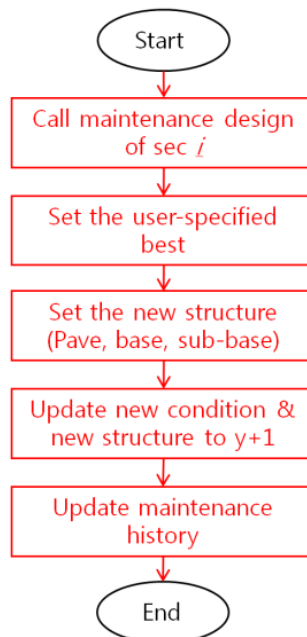 Start
Call maintenance design
of sec i
Set the user-specified
best
Set the new structure
(Pave, base, sub-base)
Update new condition &
new structure to y+1
Update maintenance
history
End